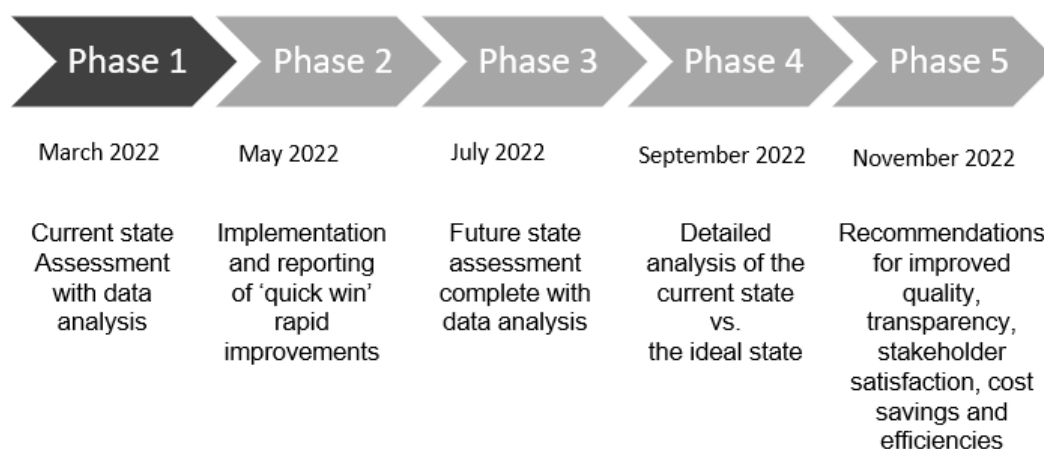 Phase 1
Phase 2
Phase 3
Phase 4
Phase 5
March 2022
May 2022
July 2022
September 2022
November 2022
Current state
Assessment
with data
analysis
Implementation
and reporting
of ‘quick win’
rapid
improvements
Future state
assessment
complete with
data analysis
Detailed
analysis of the
current state
vs.
the ideal state
Recommendations
for improved
quality,
transparency,
stakeholder
satisfaction, cost
savings and
efficiencies